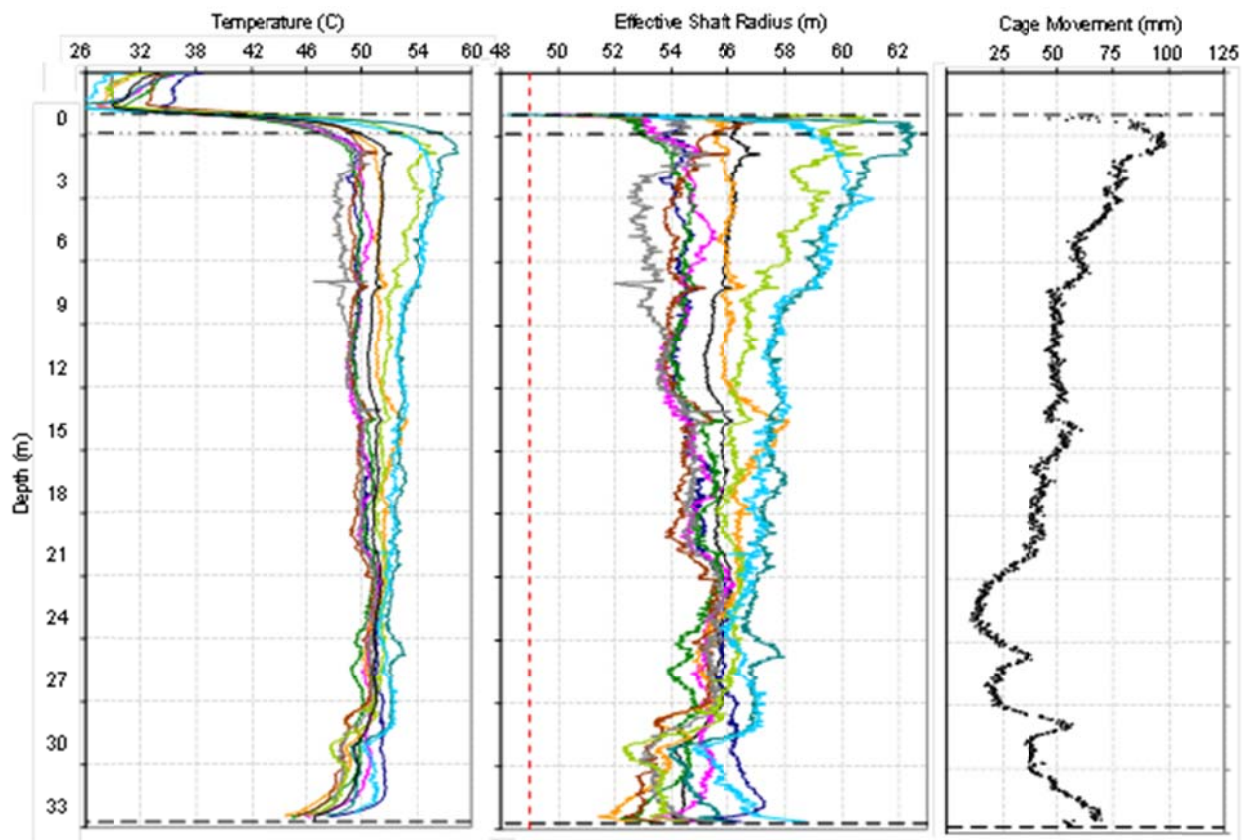 Temperature (C)
Effective Shaft Radius (m)
Cage Movement (mm)
26 32 38 42 46 50 54 60
48 50 52 54 56 58 60 62
25 50 75 100 125
0
3
6
9
12
15
18
21
24
27
30
33
Depth (m)